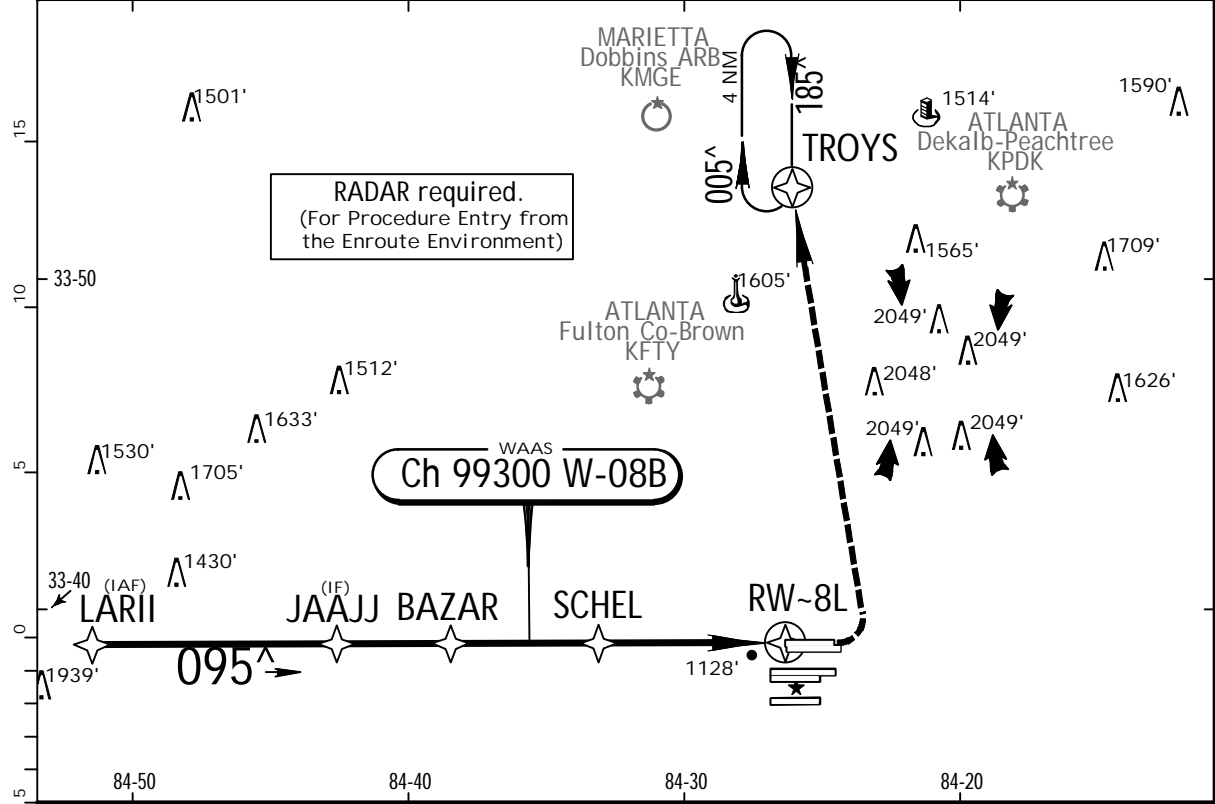 MARIETTA
Dobbins ARB
KMGE
4 NM
185^
005^
TROYS
1501'
1514'
1590'
ATLANTA
Dekalb-Peachtree
KPDK
15
RADAR required.
(For Procedure Entry from
the Enroute Environment)
1565'
1709'
33-50
10
1605'
ATLANTA
Fulton Co-Brown
KFTY
2049'
2049'
1512'
2048'
1626'
1633'
2049'
2049'
1530'
1705'
5
WAAS
Ch 99300 W-08B
1430'
33-40
(IAF)
LARII
(IF)
JAAJJ
BAZAR
SCHEL
RW~8L
0
095^
1128'
1939'
84-50
84-40
84-30
84-20
5